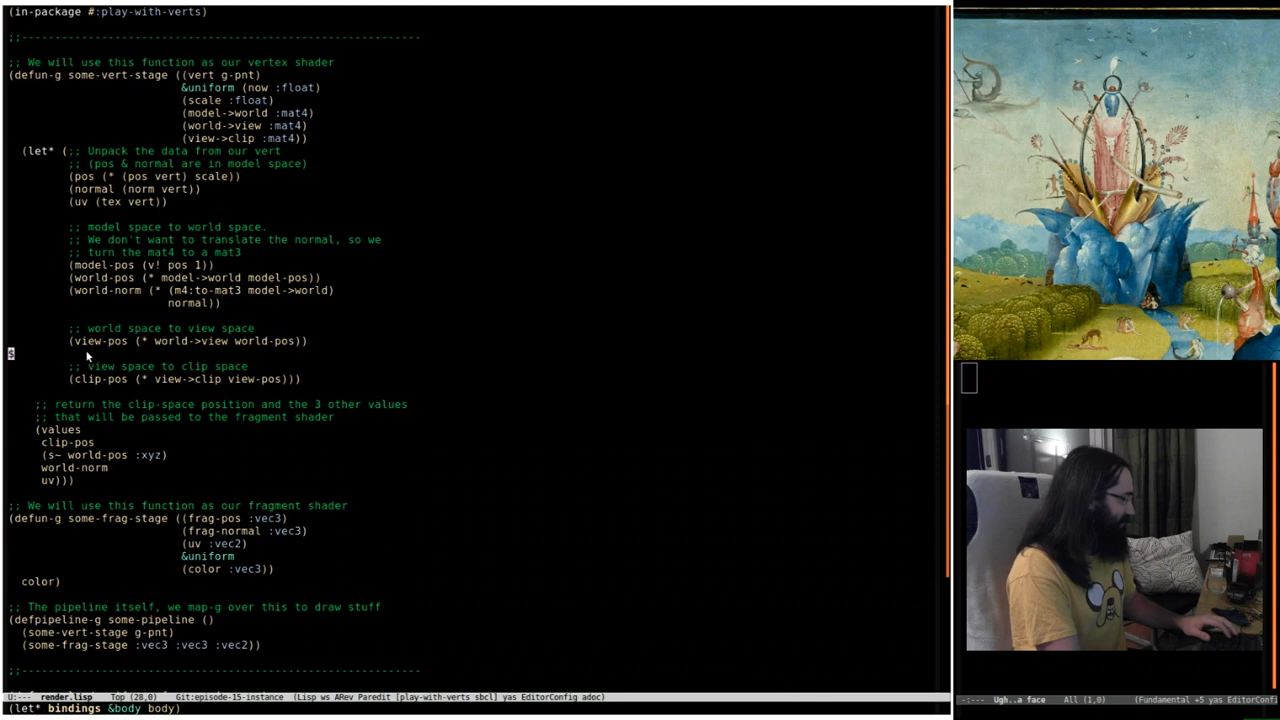 (in-package #:play-with-verts)
;;------------------------------------------------------------
;; We will use this function as our vertex shader
(defun-g some-vert-stage ((vert g-pnt)
&uniform (now :float)
(scale :float)
(model->world :mat4)
(world->view :mat4)
(view->clip :mat4))
(let* (;; Unpack the data from our vert
;; (pos & normal are in model space)
(pos (* (pos vert) scale))
(normal (norm vert))
(uv (tex vert))
;; model space to world space.
;; We don't want to translate the normal, so we
;; turn the mat4 to a mat3
(model-pos (v! pos 1))
(world-pos (* model->world model-pos))
(world-norm (* (m4:to-mat3 model->world)
normal))
;; world space to view space
(view-pos (* world->view world-pos))
$
;; view space to clip space
(clip-pos (* view->clip view-pos)))
;; return the clip-space position and the 3 other values
;; that will be passed to the fragment shader
(values
clip-pos
(s~ world-pos :xyz)
world-norm
uv)))
;; We will use this function as our fragment shader
(defun-g some-frag-stage ((frag-pos :vec3)
(frag-normal :vec3)
(uv :vec2)
&uniform
(color :vec3))
color)
;; The pipeline itself, we map-g over this to draw stuff
(defpipeline-g some-pipeline ()
(some-vert-stage g-pnt)
(some-frag-stage :vec3 :vec3 :vec2))
;;------------------------------------------------------------
U:--- render.lisp Top (28,0) Git:episode-15-instance (Lisp ws ARev Paredit [play-with-verts sbcl] yas EditorConfig adoc)
(let* bindings &body body)
-:--- Ugh..a face All (1,0) (Fundamental +5 yas EditorConfi